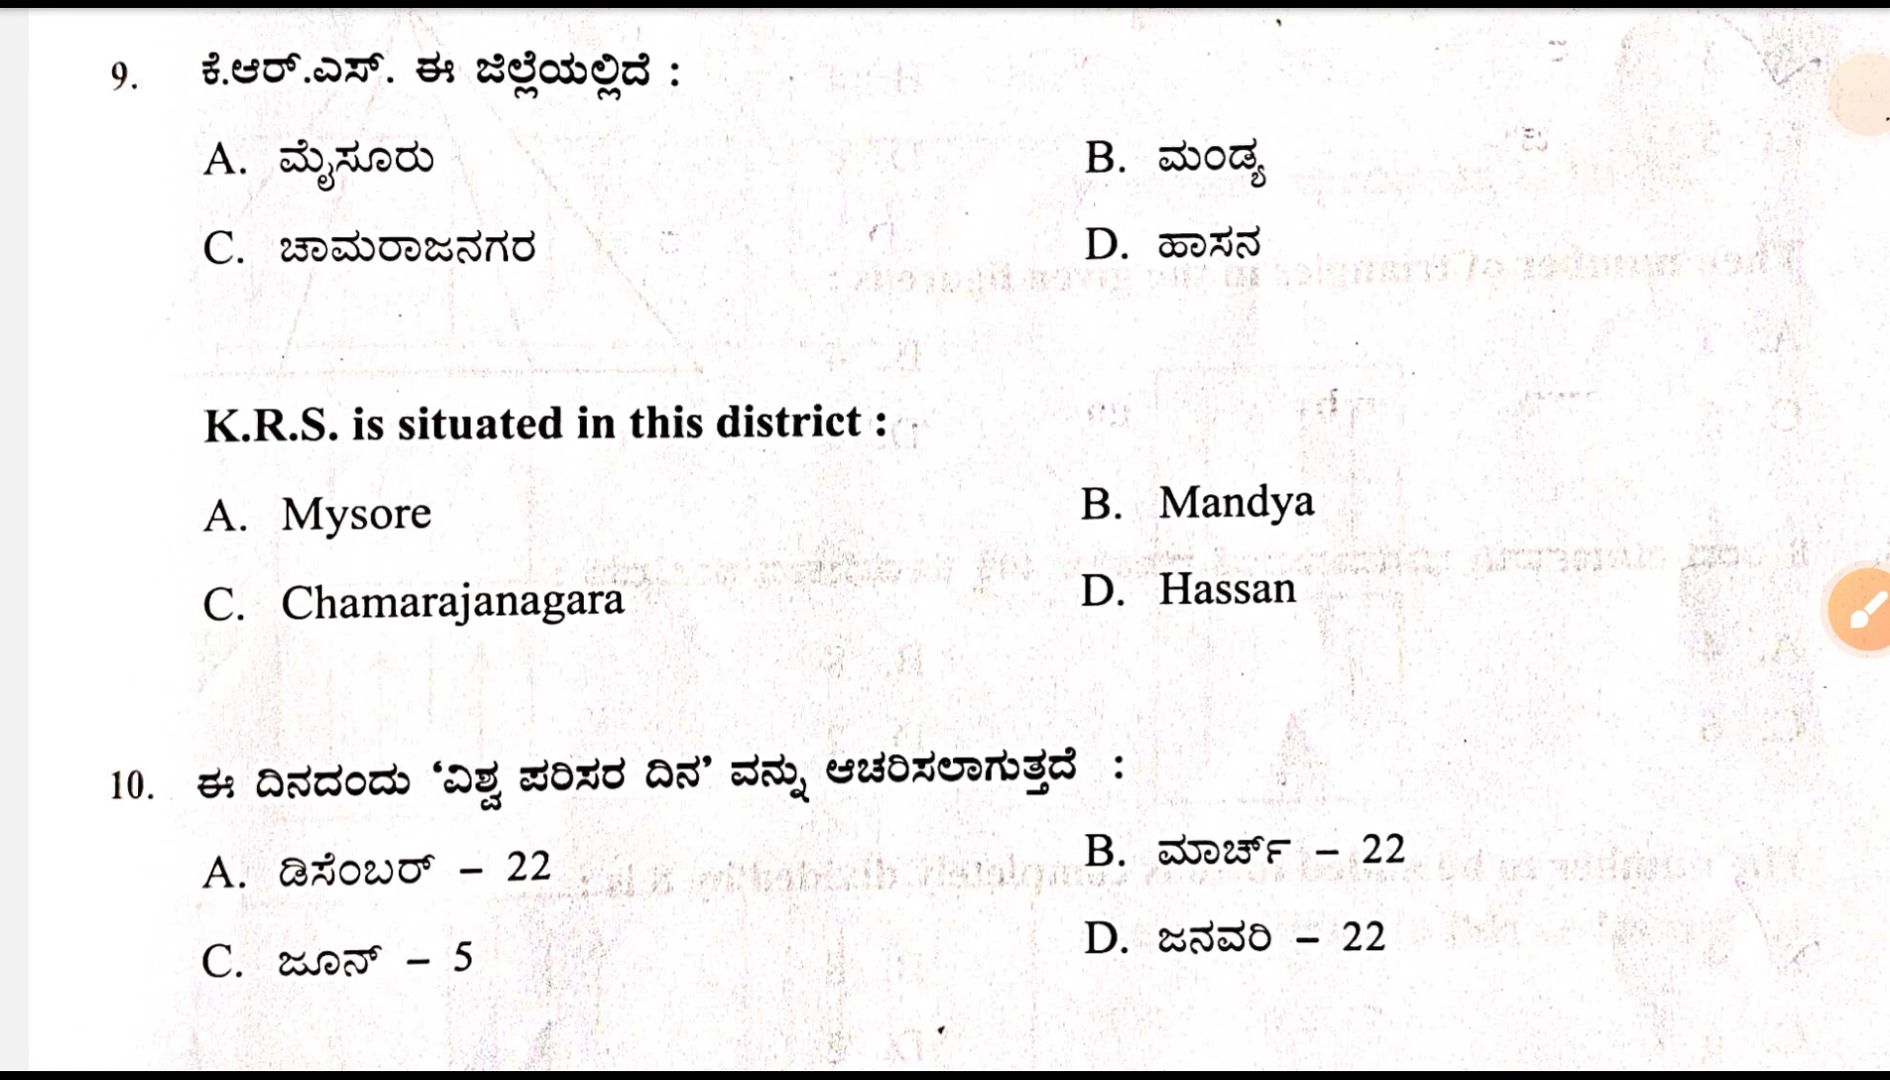 9. ಕೆ.ಆರ್.ಎಸ್. ಈ ಜಿಲ್ಲೆಯಲ್ಲಿದೆ :
A. ಮೈಸೂರು B. ಮಂಡ್ಯ
C. ಚಾಮರಾಜನಗರ D. ಹಾಸನ
K.R.S. is situated in this district :
A. Mysore B. Mandya
C. Chamarajanagara D. Hassan
10. ಈ ದಿನದಂದು ‘ವಿಶ್ವ ಪರಿಸರ ದಿನ’ ವನ್ನು ಆಚರಿಸಲಾಗುತ್ತದೆ :
A. ಡಿಸೆಂಬರ್ – 22 B. ಮಾರ್ಚ್ – 22
C. ಜೂನ್ – 5 D. ಜನವರಿ – 22